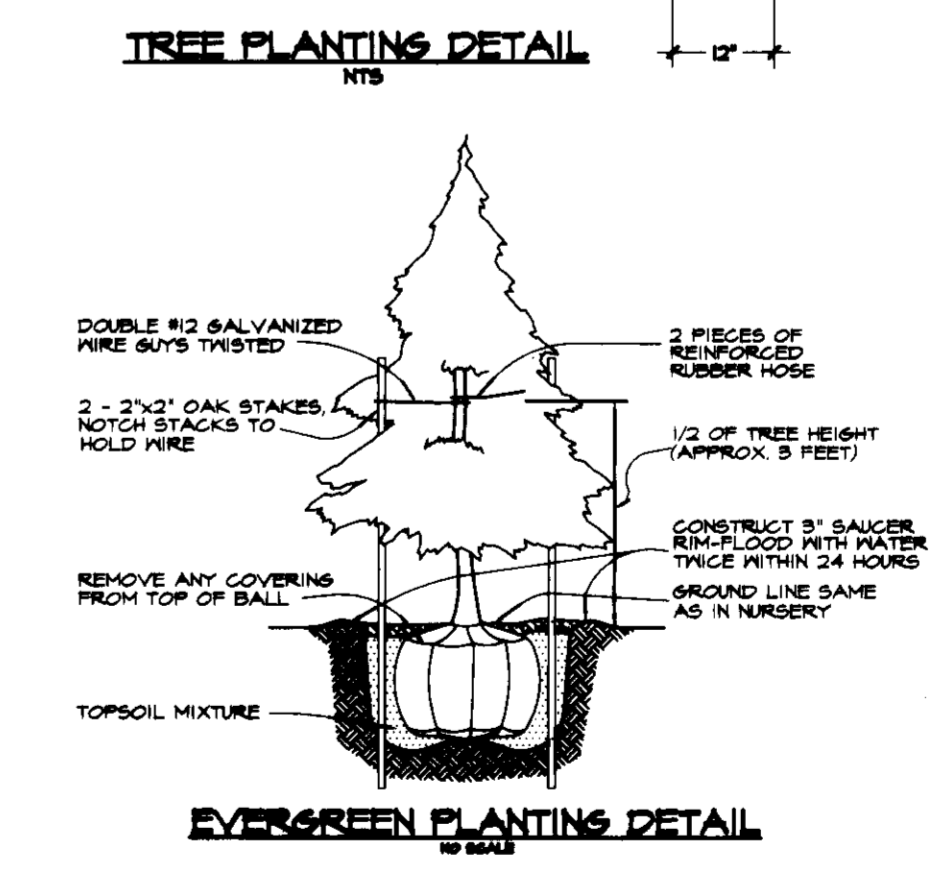 TREE PLANTING DETAIL
NTS
12"
DOUBLE #12 GALVANIZED
WIRE GUYS TWISTED
2 - 2"x2" OAK STAKES,
NOTCH STACKS TO
HOLD WIRE
2 PIECES OF
REINFORCED
RUBBER HOSE
1/2 OF TREE HEIGHT
(APPROX. 3 FEET)
CONSTRUCT 3" SAUCER
RIM-FLOOD WITH WATER
TWICE WITHIN 24 HOURS
REMOVE ANY COVERING
FROM TOP OF BALL
GROUND LINE SAME
AS IN NURSERY
TOPSOIL MIXTURE
EVERGREEN PLANTING DETAIL
NO SCALE